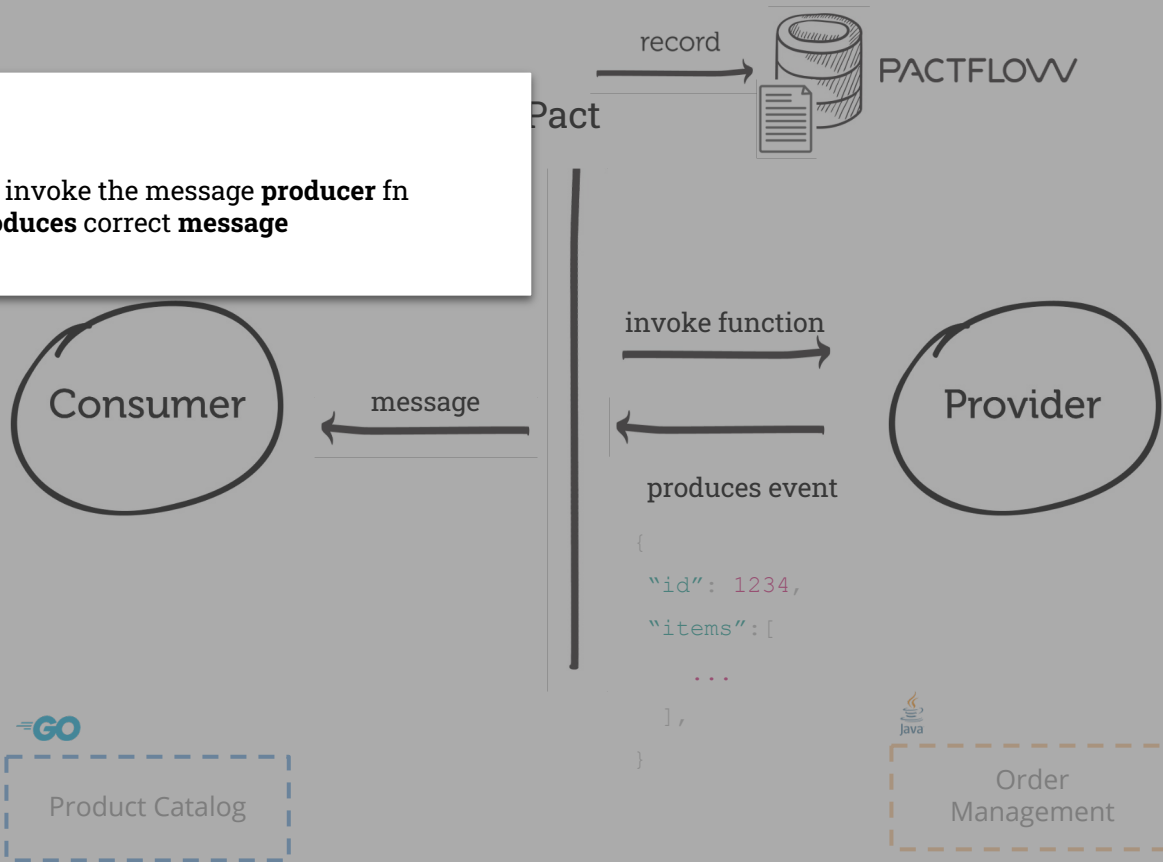 record
PACTFLOW
Pact
invoke the message producer fn
duces correct message
invoke function
Consumer
message
Provider
produces event
{
“id”: 1234,
“items”:[
...
],
}
GO
Java
Product Catalog
Order
Management